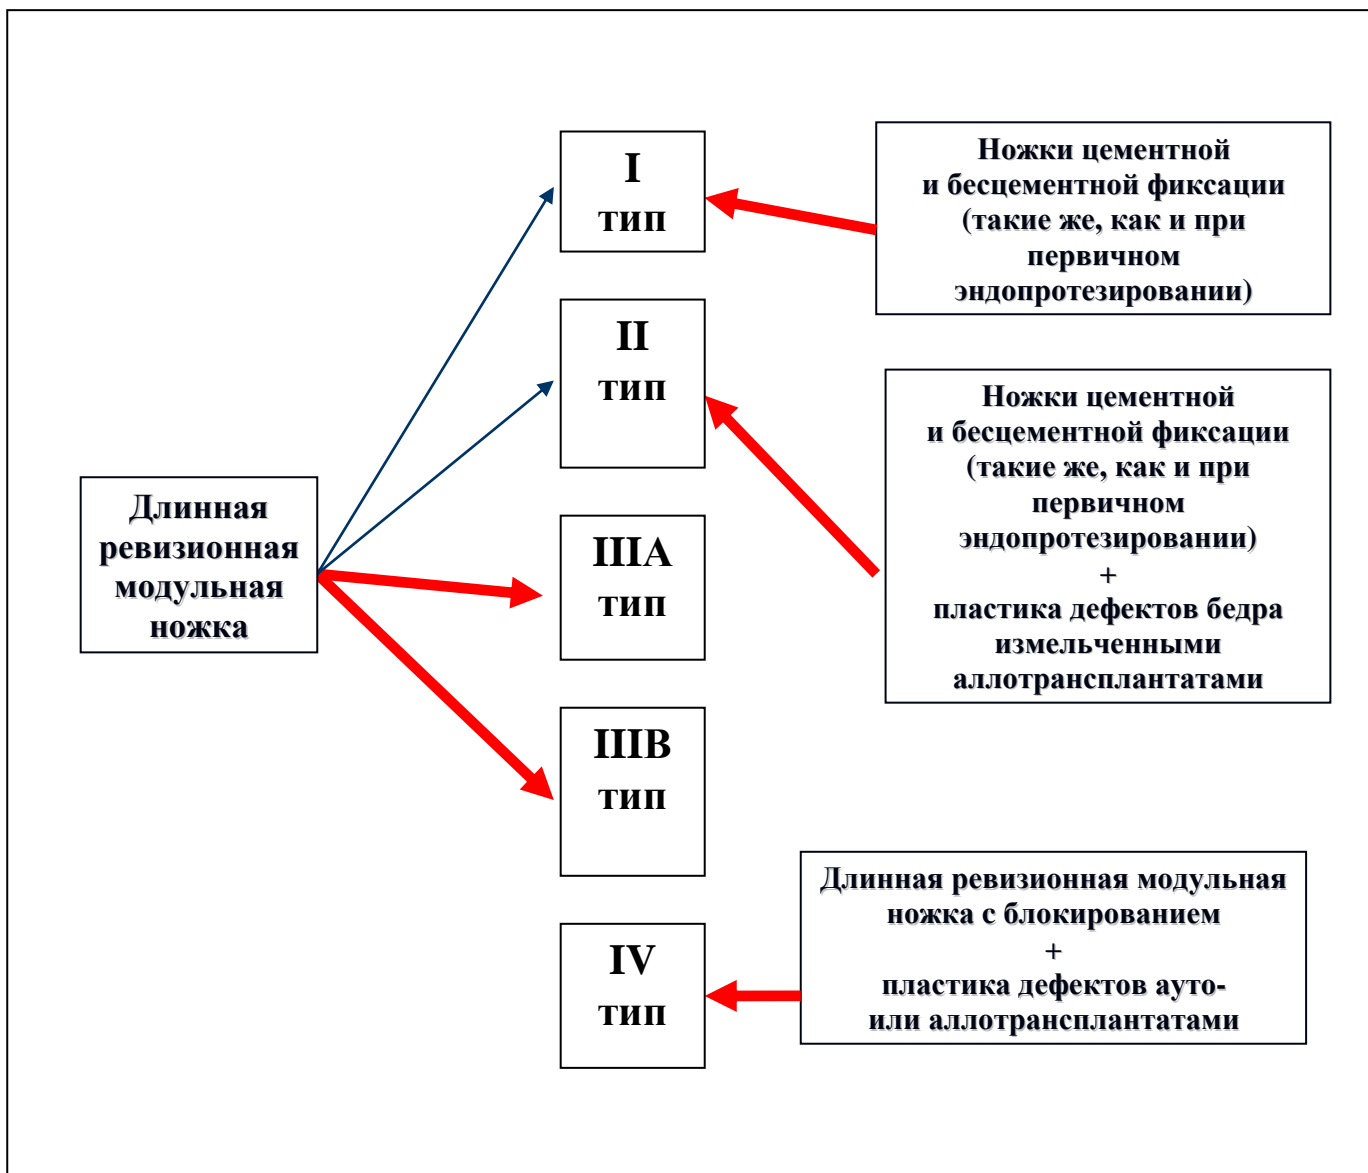 I
тип
Ножки цементной
и бесцементной фиксации
(такие же, как и при
первичном
эндопротезировании)
II
тип
Ножки цементной
и бесцементной фиксации
(такие же, как и при
первичном
эндопротезировании)
+
пластика дефектов бедра
измельченными
аллотрансплантатами
Длинная
ревизионная
модульная
ножка
IIIA
тип
IIIB
тип
Длинная ревизионная модульная
ножка с блокированием
+
пластика дефектов ауто-
или аллотрансплантатами
IV
тип